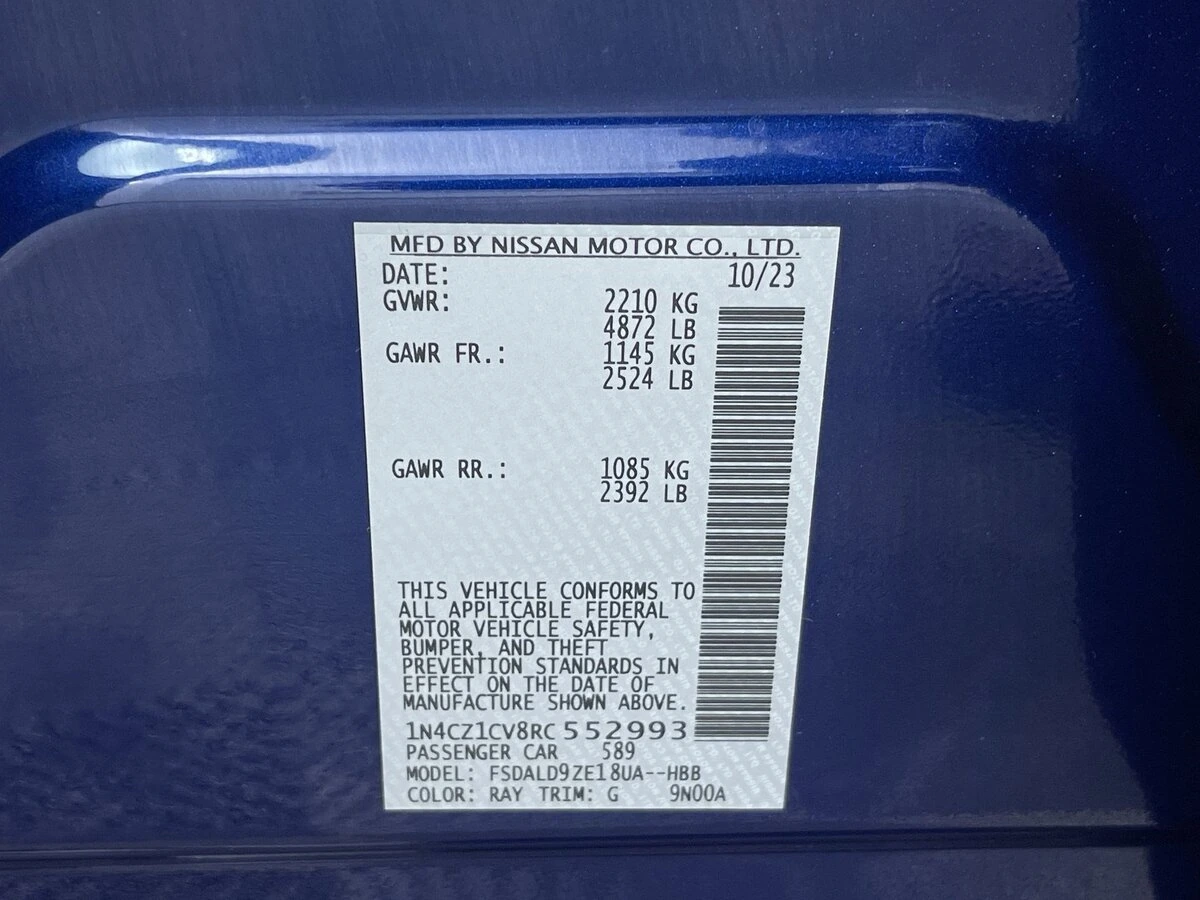 MFD BY NISSAN MOTOR CO., LTD.
DATE: 10/23
GVWR: 2210 KG
4872 LB
GAWR FR.: 1145 KG
2524 LB
GAWR RR.: 1085 KG
2392 LB
THIS VEHICLE CONFORMS TO
ALL APPLICABLE FEDERAL
MOTOR VEHICLE SAFETY,
BUMPER, AND THEFT
PREVENTION STANDARDS IN
EFFECT ON THE DATE OF
MANUFACTURE SHOWN ABOVE.
1N4CZ1CV8RC552993
PASSENGER CAR 589
MODEL: FSDALD9ZE18UA--HBB
COLOR: RAY TRIM: G 9N00A